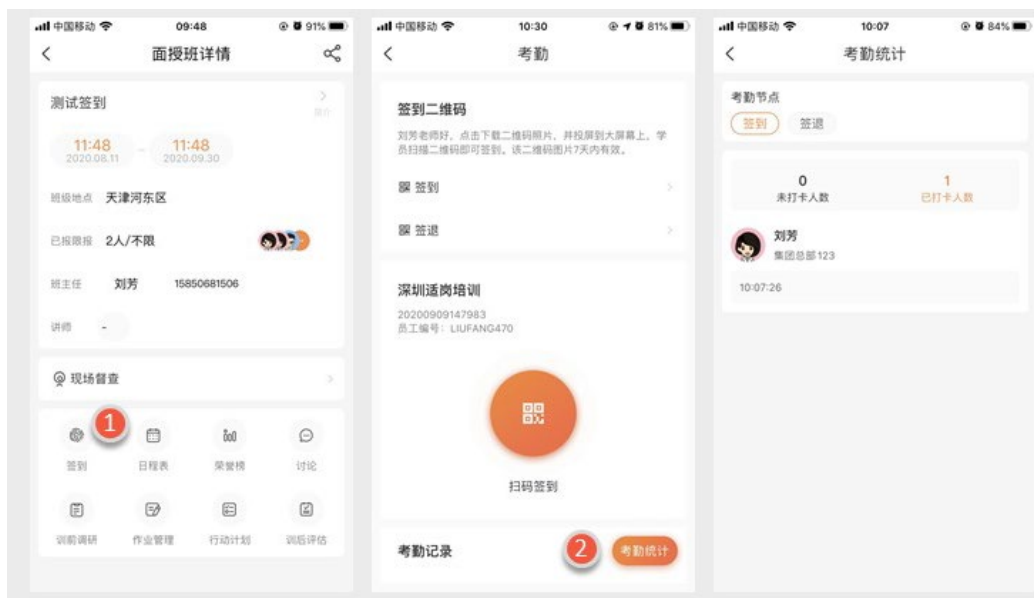 中国移动 09:48 91%
面授班详情
测试签到
简介
11:48 - 11:48
2020.08.11 2020.09.30
班级地点 天津河东区
已报限报 2人/不限
班主任 刘芳 15850681506
讲师 -
现场督查
1
签到 日程表 荣誉榜 讨论
训前调研 作业管理 行动计划 训后评估
中国移动 10:30 81%
考勤
签到二维码
刘芳老师好，点击下载二维码照片，并投屏到大屏幕上，学
员扫描二维码即可签到。该二维码图片7天内有效。
签到
签退
深圳适岗培训
20200909147983
员工编号：LIUFANG470
扫码签到
考勤记录 2 考勤统计
中国移动 10:07 84%
考勤统计
考勤节点
签到 签退
0 1
未打卡人数 已打卡人数
刘芳
集团总部123
10:07:26